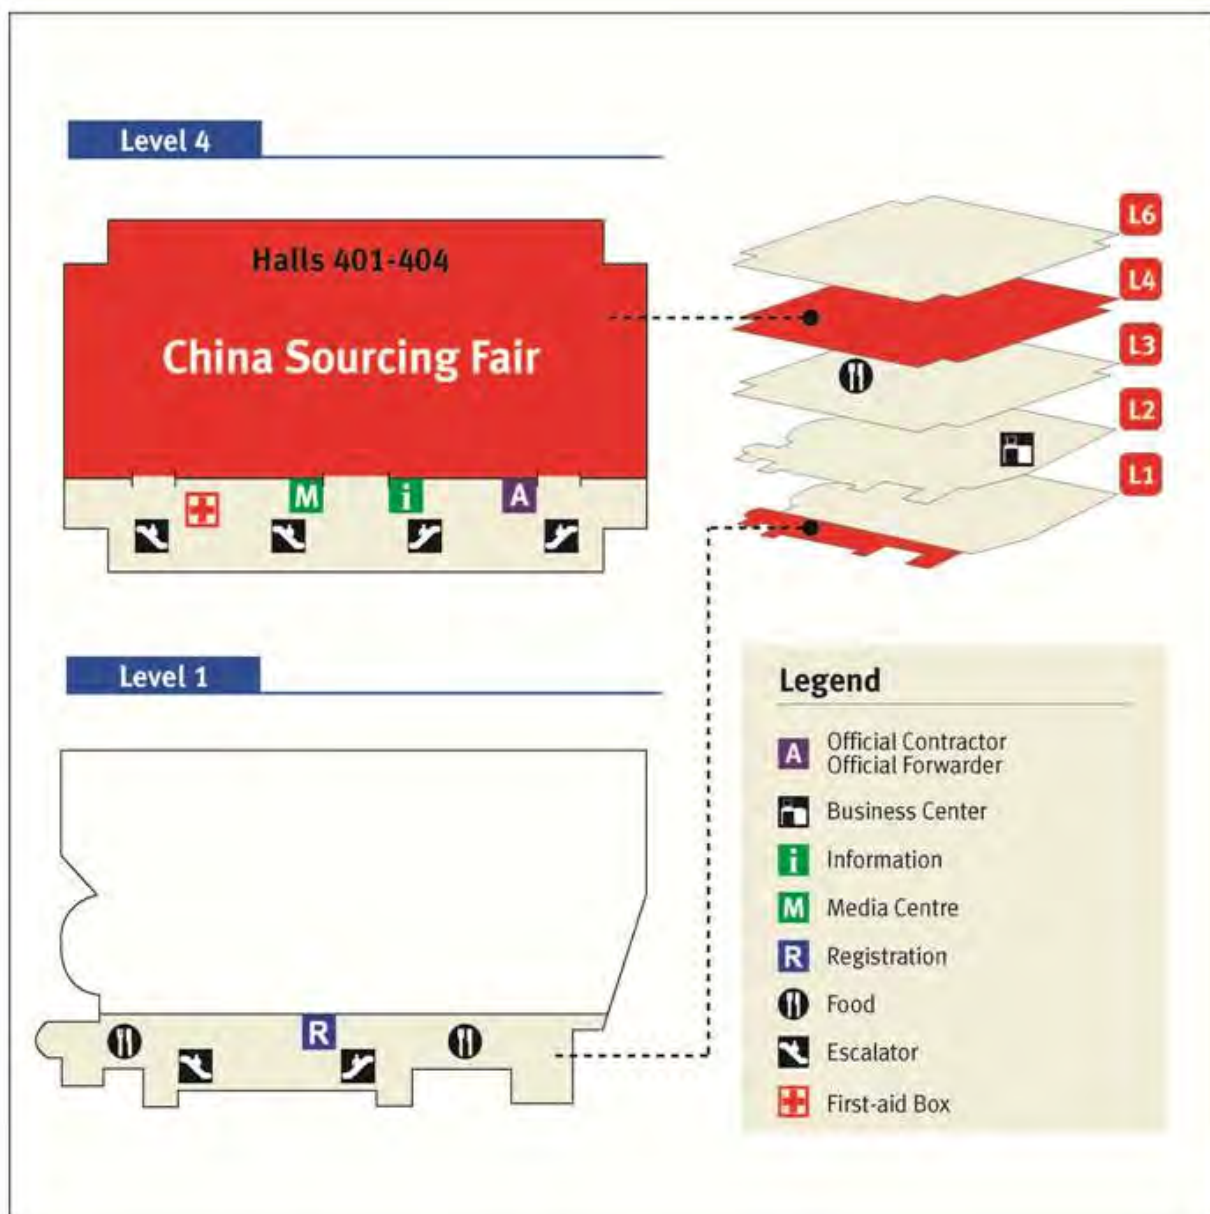 Level 4
Halls 401-404
China Sourcing Fair
M
i
A
L6
L4
L3
L2
L1
Level 1
R
Legend
A Official Contractor
Official Forwarder
Business Center
i Information
M Media Centre
R Registration
Food
Escalator
First-aid Box